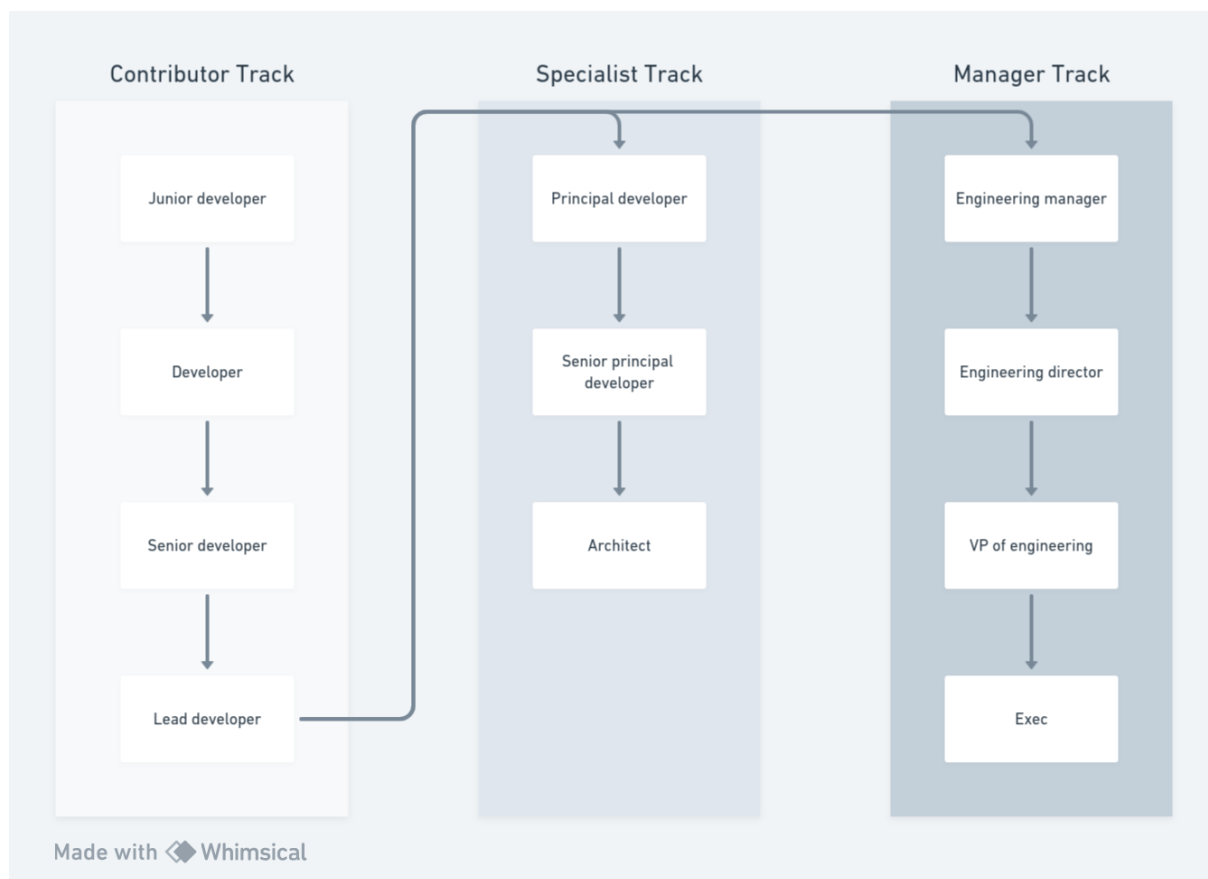 Contributor Track
Junior developer
Developer
Senior developer
Lead developer
Specialist Track
Principal developer
Senior principal
developer
Architect
Manager Track
Engineering manager
Engineering director
VP of engineering
Exec
Made with Whimsical